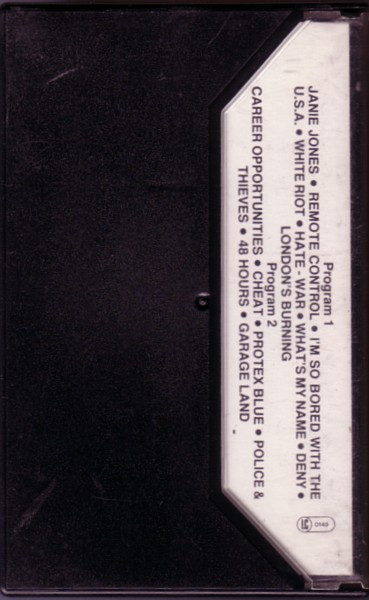 Program 1
JANIE JONES • REMOTE CONTROL • I'M SO BORED WITH THE
U.S.A. • WHITE RIOT • HATE - WAR • WHAT'S MY NAME • DENY •
LONDON'S BURNING
Program 2
CAREER OPPORTUNITIES • CHEAT • PROTEX BLUE • POLICE &
THIEVES • 48 HOURS • GARAGE LAND